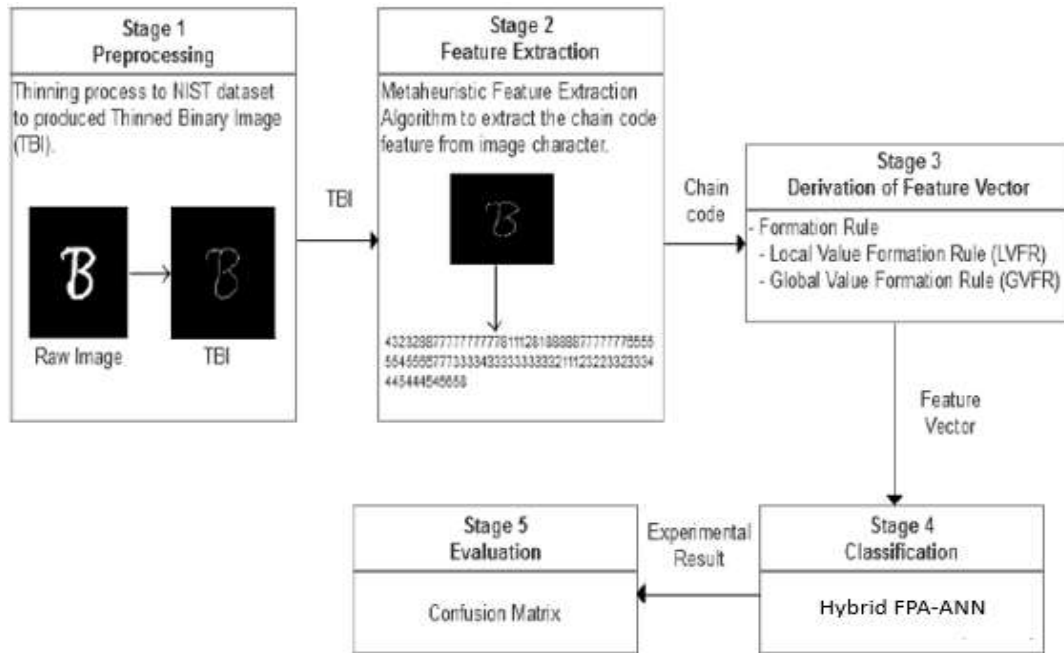 Stage 1
Preprocessing
Thinning process to NIST dataset
to produced Thinned Binary Image
(TBI).
Raw Image
TBI
TBI
Stage 2
Feature Extraction
Metaheuristic Feature Extraction
Algorithm to extract the chain code
feature from image character.
Chain
code
Stage 3
Derivation of Feature Vector
- Formation Rule
- Local Value Formation Rule (LVFR)
- Global Value Formation Rule (GVFR)
Feature
Vector
Stage 4
Classification
Hybrid FPA-ANN
Experimental
Result
Stage 5
Evaluation
Confusion Matrix